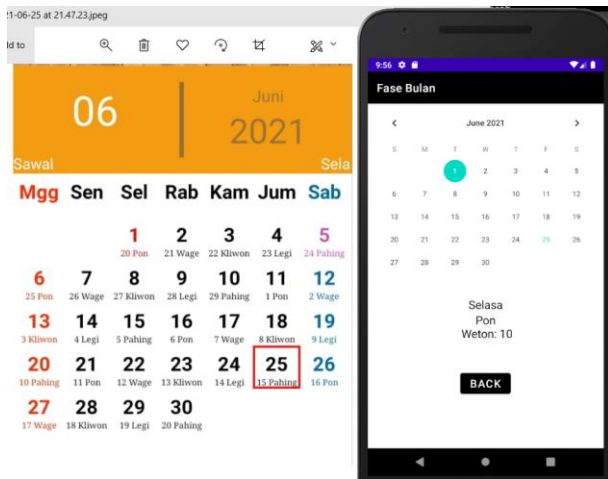 21-06-25 at 21.47.23.jpeg
dd to
06
Juni
2021
Sawal
Sela
Mgg Sen Sel Rab Kam Jum Sab
1 2 3 4 5
20 Pon 21 Wage 22 Kliwon 23 Legi 24 Pahing
6 7 8 9 10 11 12
25 Pon 26 Wage 27 Kliwon 28 Legi 29 Pahing 1 Pon 2 Wage
13 14 15 16 17 18 19
3 Kliwon 4 Legi 5 Pahing 6 Pon 7 Wage 8 Kliwon 9 Legi
20 21 22 23 24 25 26
10 Pahing 11 Pon 12 Wage 13 Kliwon 14 Legi 15 Pahing 16 Pon
27 28 29 30
17 Wage 18 Kliwon 19 Legi 20 Pahing
9:56
Fase Bulan
June 2021
S M T W T F S
1 2 3 4 5
6 7 8 9 10 11 12
13 14 15 16 17 18 19
20 21 22 23 24 25 26
27 28 29 30
Selasa
Pon
Weton: 10
BACK